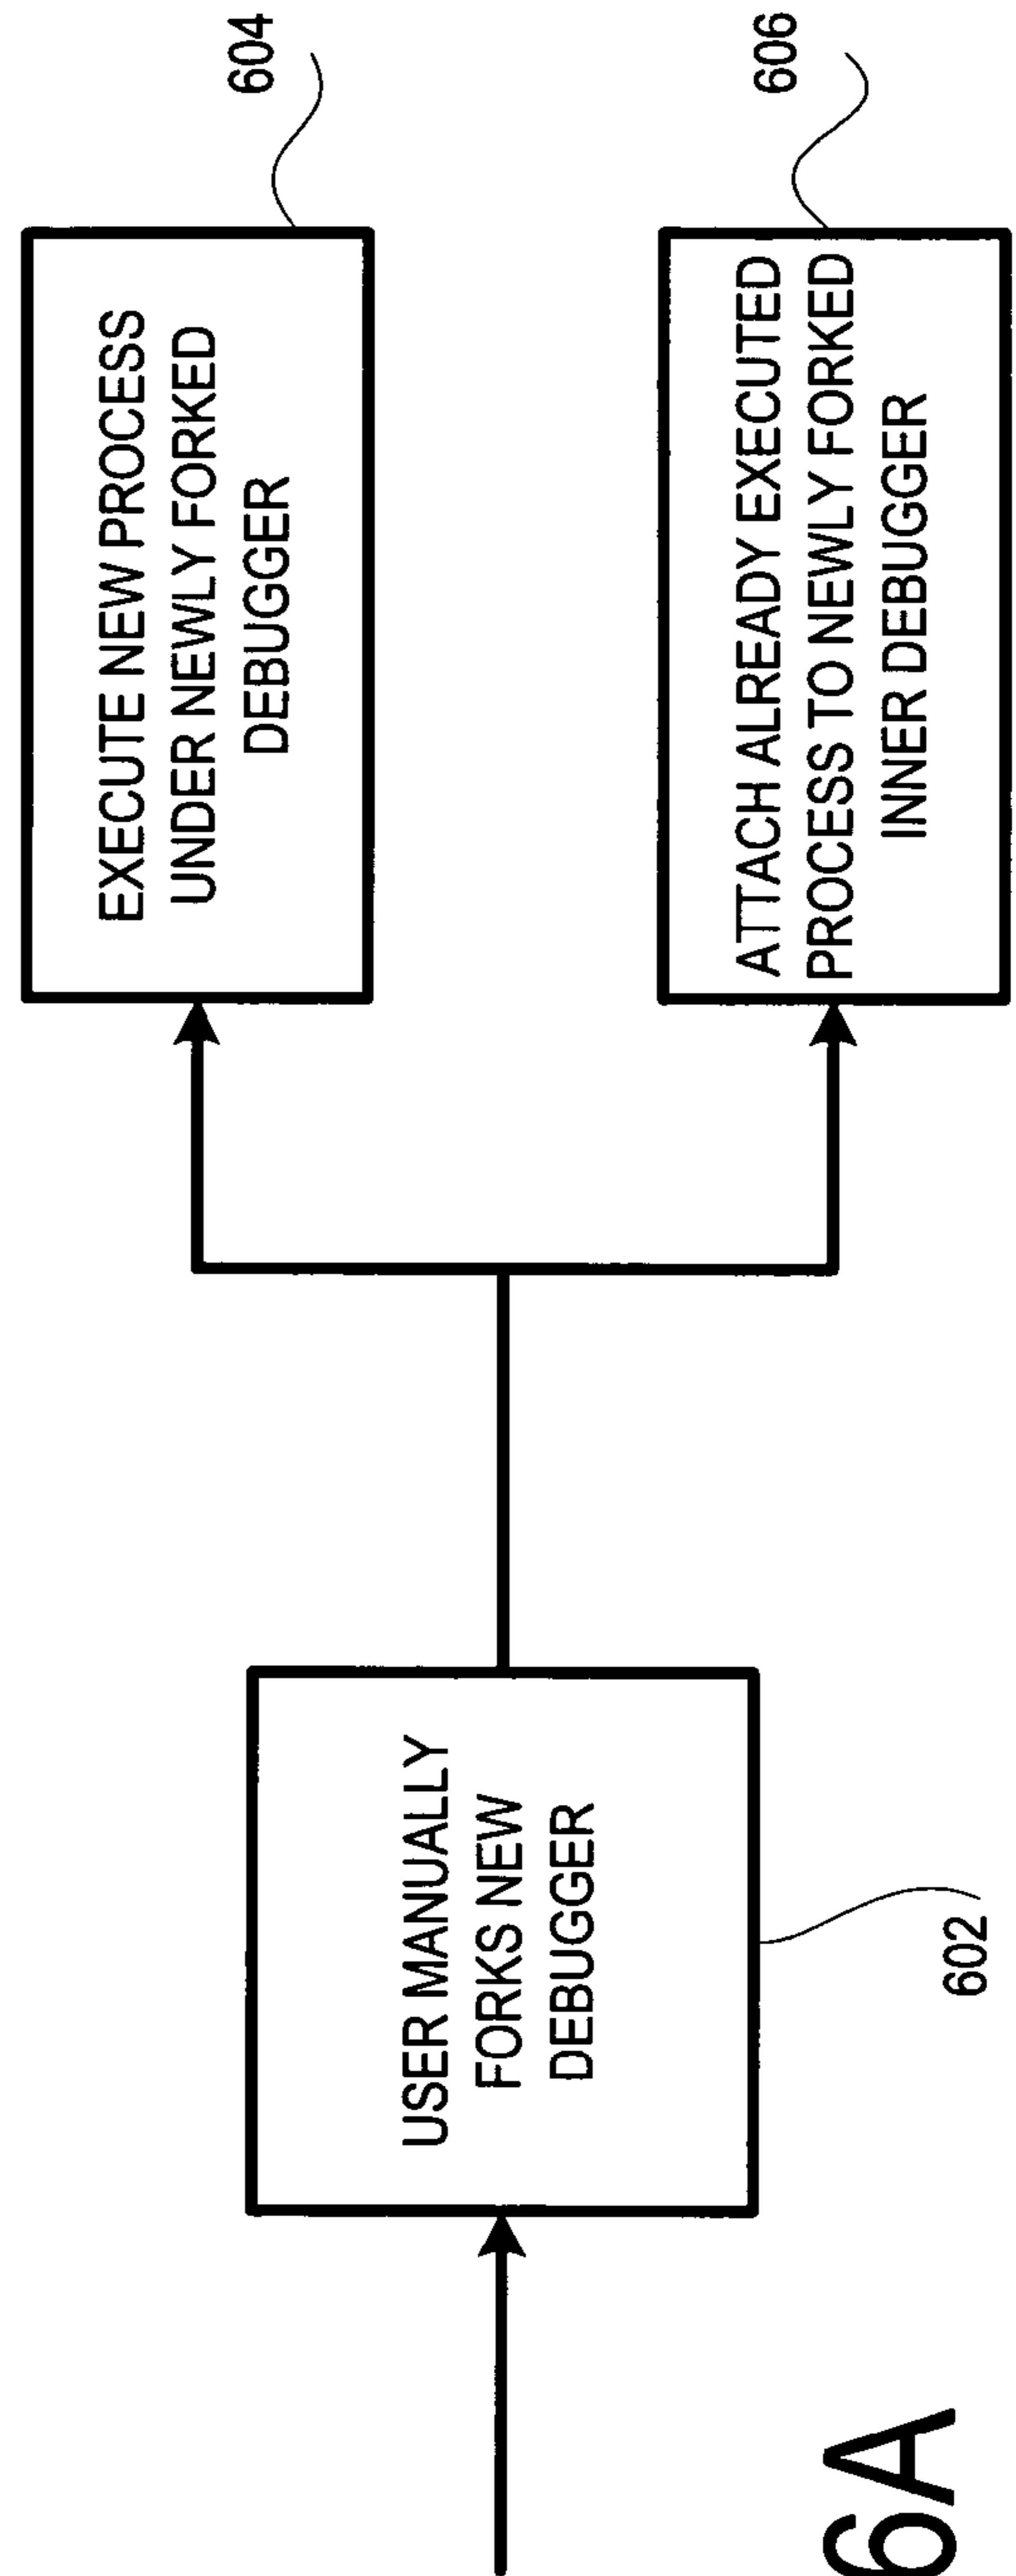 USER MANUALLY
FORKS NEW
DEBUGGER
602
EXECUTE NEW PROCESS
UNDER NEWLY FORKED
DEBUGGER
604
ATTACH ALREADY EXECUTED
PROCESS TO NEWLY FORKED
INNER DEBUGGER
606
6A